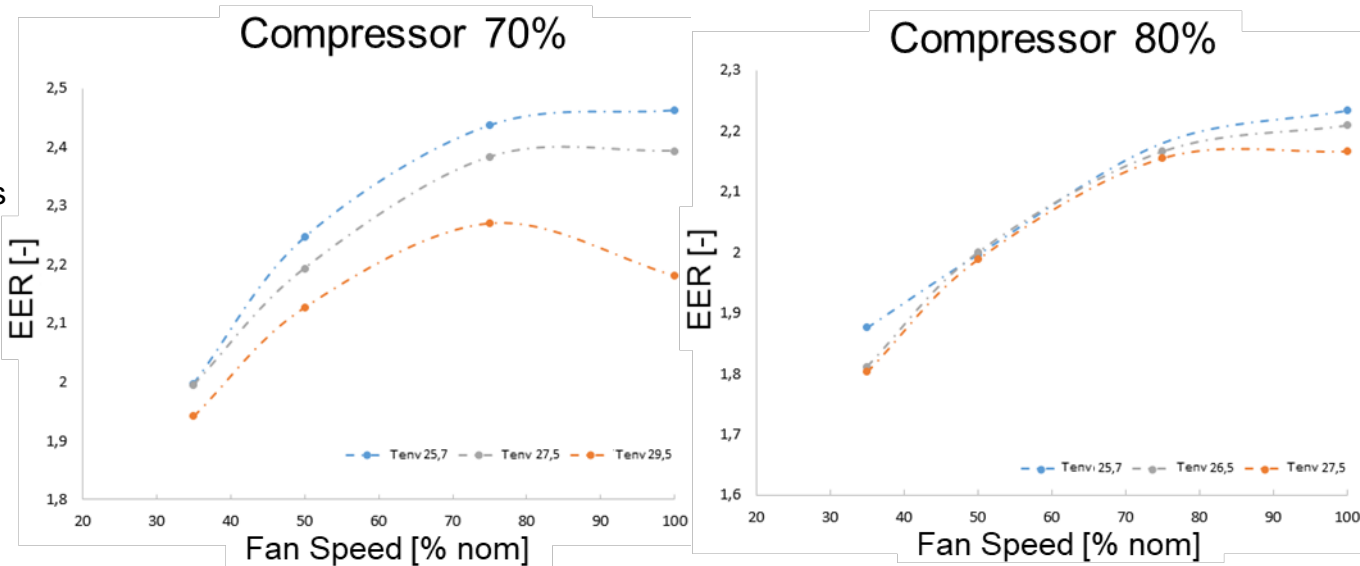 Compressor 70%
2,5
2,4
2,3
2,2
2,1
2
1,9
1,8
s
EER [-]
20 30 40 50 60 70 80 90 100
Tenv 25,7 Tenv 27,5 Tenv 29,5
Fan Speed [% nom]
Compressor 80%
2,3
2,2
2,1
2
1,9
1,8
1,7
1,6
EER [-]
20 30 40 50 60 70 80 90 100
Tenv 25,7 Tenv 26,5 Tenv 27,5
Fan Speed [% nom]